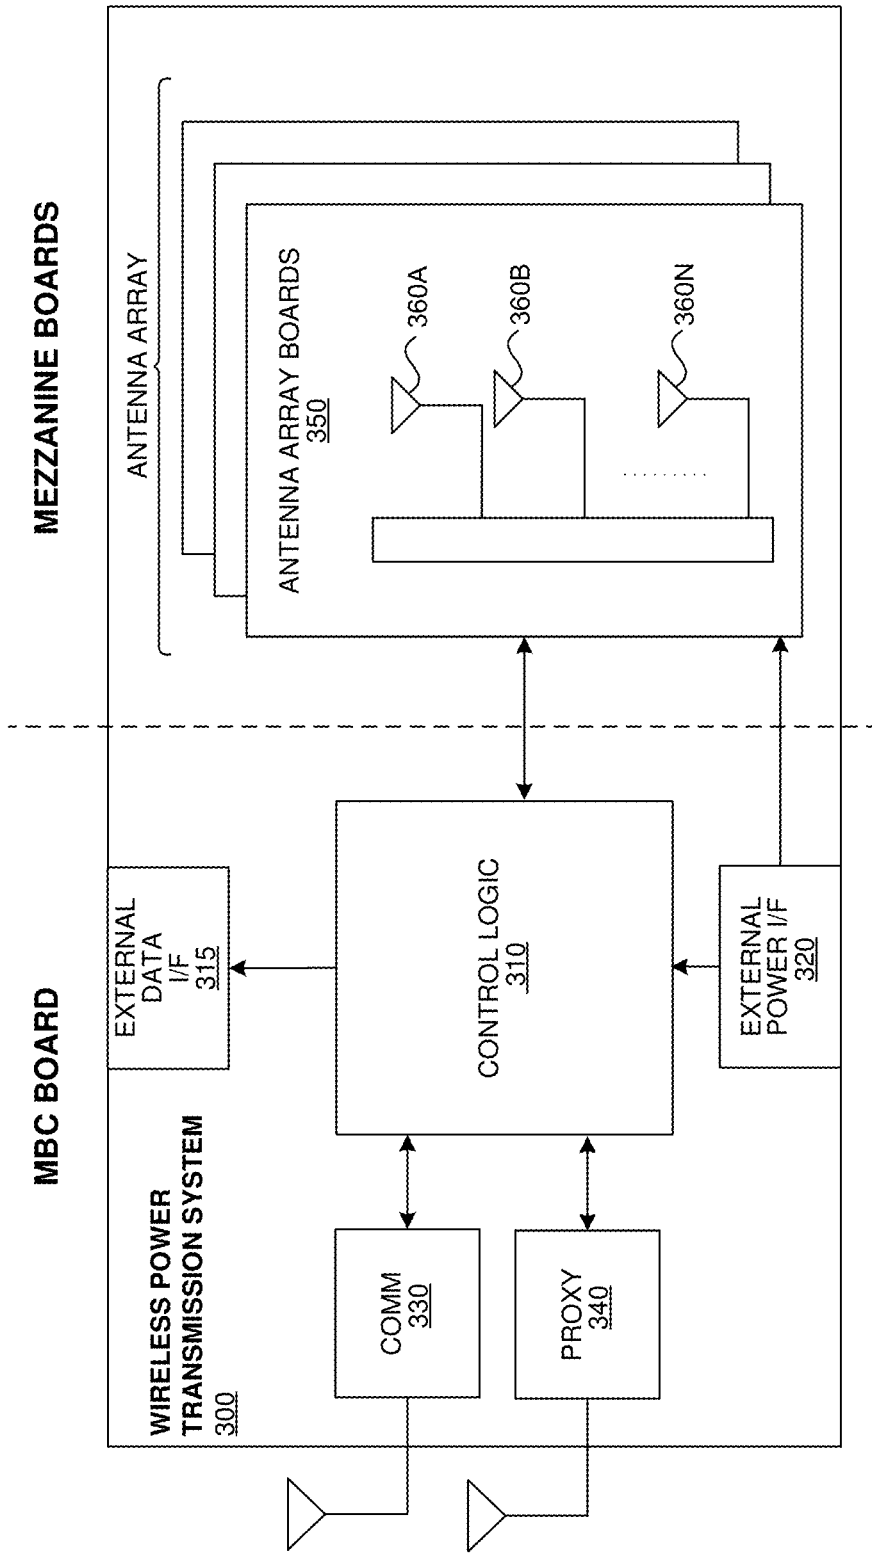 MBC BOARD
MEZZANINE BOARDS
WIRELESS POWER
TRANSMISSION SYSTEM
300
EXTERNAL
DATA
I/F
315
ANTENNA ARRAY
COMM
330
PROXY
340
CONTROL LOGIC
310
EXTERNAL
POWER I/F
320
ANTENNA ARRAY BOARDS
350
360A
360B
360N